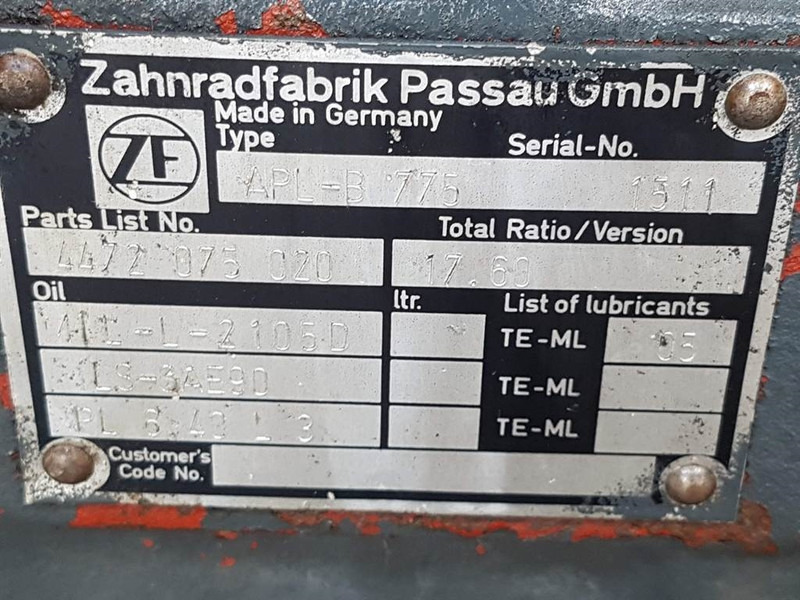 Zahnradfabrik Passau GmbH
ZF
Made in Germany
Type Serial-No.
APL-B 775 1511
Parts List No. Total Ratio/Version
4472 075 020 17.60
Oil ltr. List of lubricants
-L-2105D TE-ML 05
LS-SAE90 TE-ML
TE-ML
Customer's
Code No.